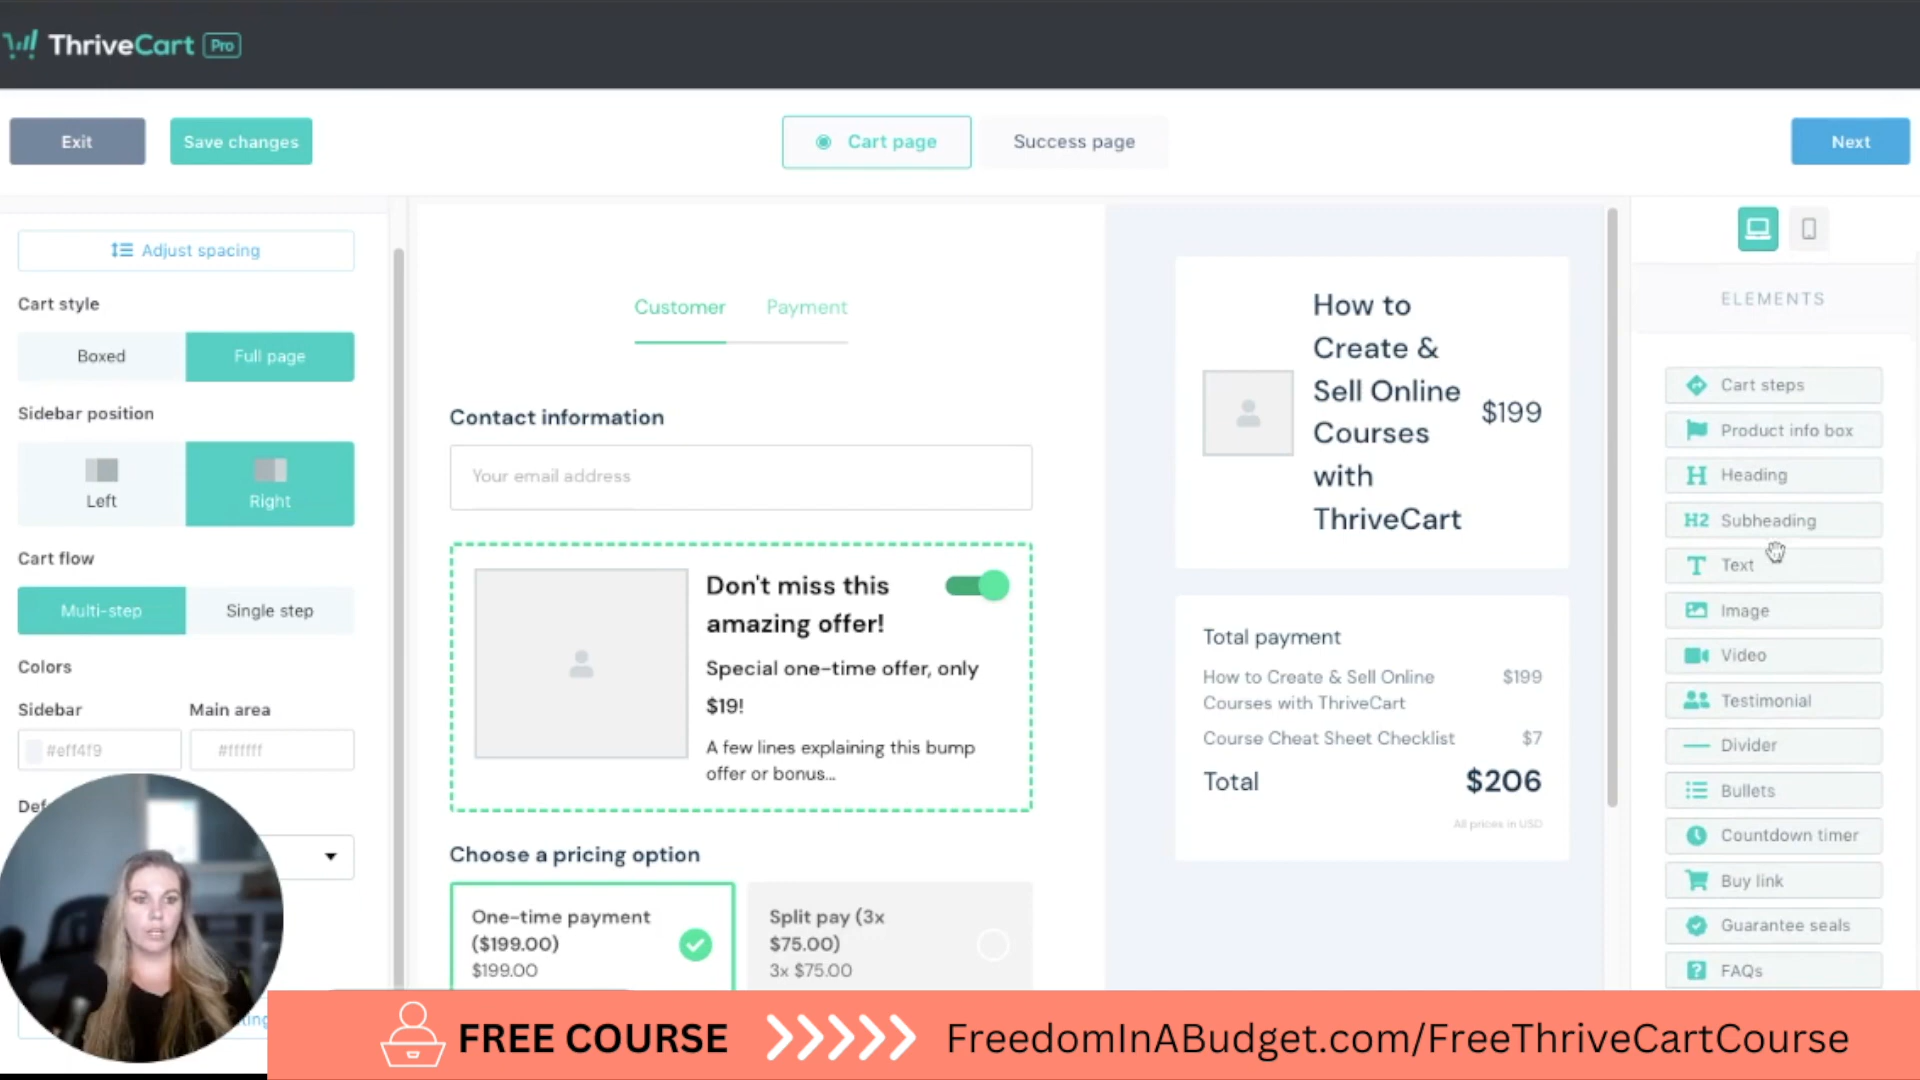 ThriveCart Pro
Exit
Save changes
Cart page
Success page
Next
Adjust spacing
Cart style
Boxed
Full page
Sidebar position
Left
Right
Cart flow
Multi-step
Single step
Colors
Sidebar
Main area
#eff4f9
#ffffff
Customer
Payment
Contact information
Your email address
Don't miss this
amazing offer!
Special one-time offer, only
$19!
A few lines explaining this bump
offer or bonus...
Choose a pricing option
One-time payment
($199.00)
$199.00
Split pay (3x
$75.00)
3x $75.00
How to
Create &
Sell Online
Courses
with
ThriveCart
$199
Total payment
How to Create & Sell Online
Courses with ThriveCart
$199
Course Cheat Sheet Checklist
$7
Total
$206
All prices in USD
ELEMENTS
Cart steps
Product info box
H Heading
H2 Subheading
T Text
Image
Video
Testimonial
Divider
Bullets
Countdown timer
Buy link
Guarantee seals
? FAQs
FREE COURSE
FreedomInABudget.com/FreeThriveCartCourse